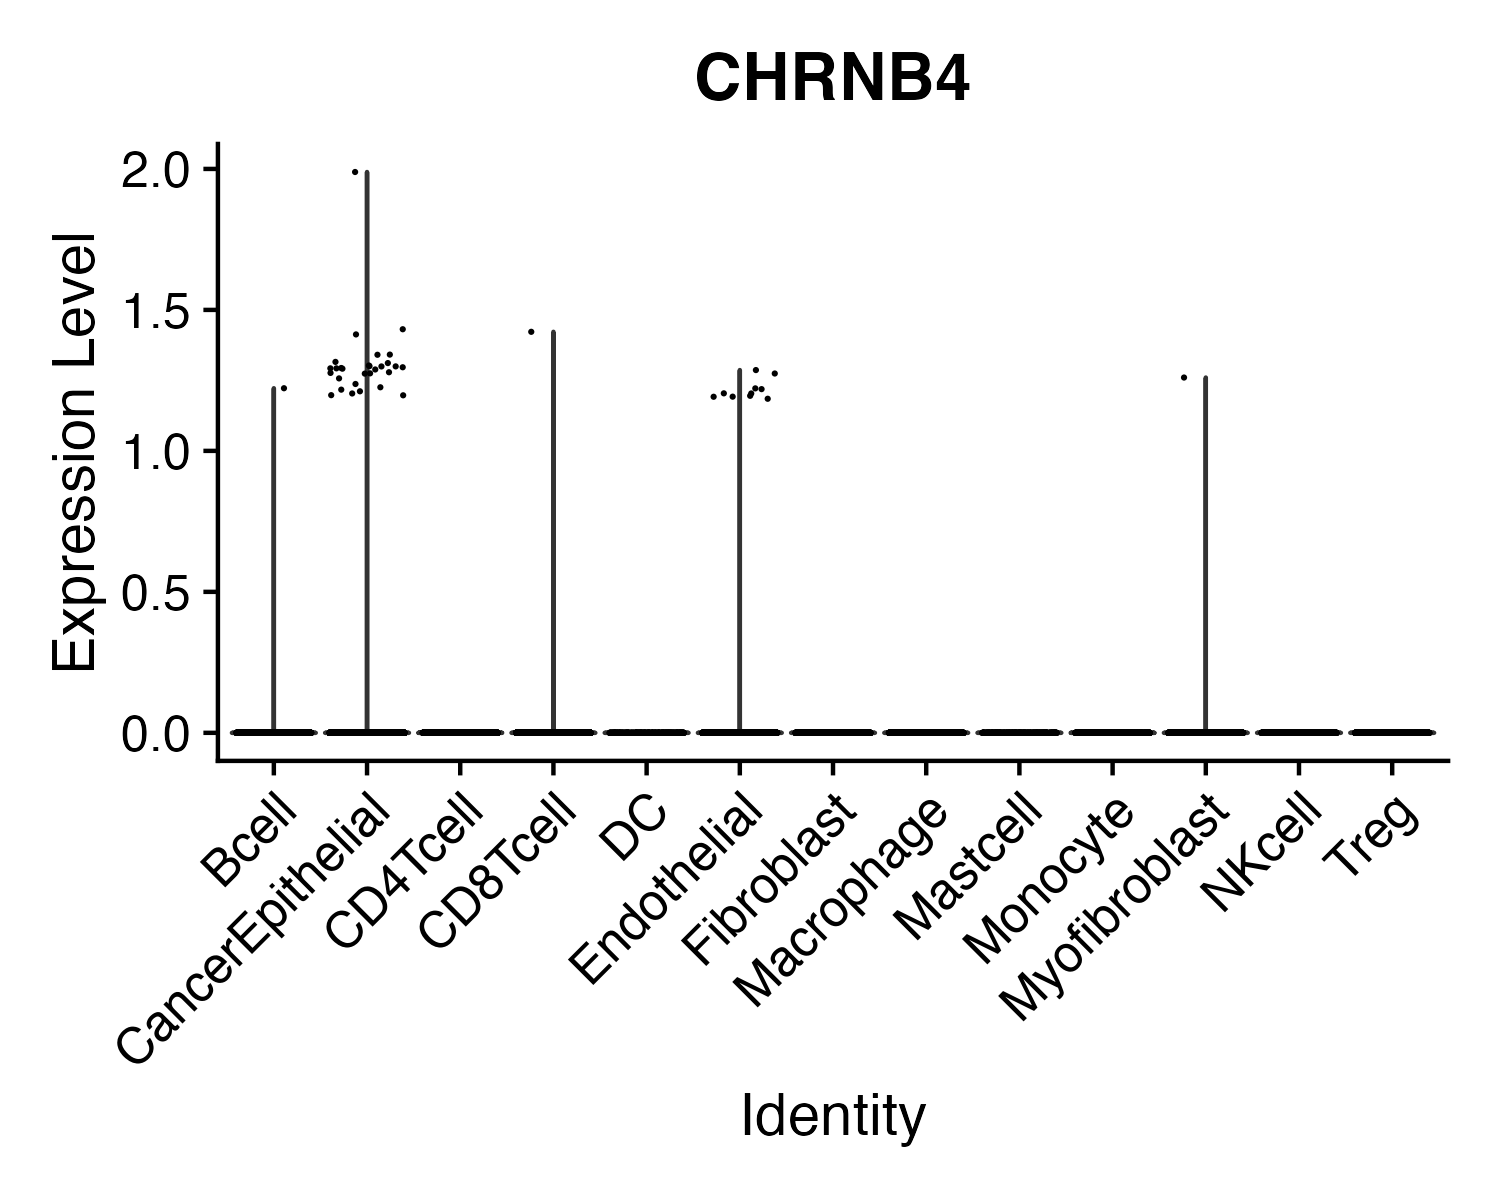 CHRNB4
Expression Level
2.0
1.5
1.0
0.5
0.0
Bcell
CancerEpithelial
CD4Tcell
CD8Tcell
DC
Endothelial
Fibroblast
Macrophage
Mastcell
Monocyte
Myofibroblast
NKcell
Treg
Identity